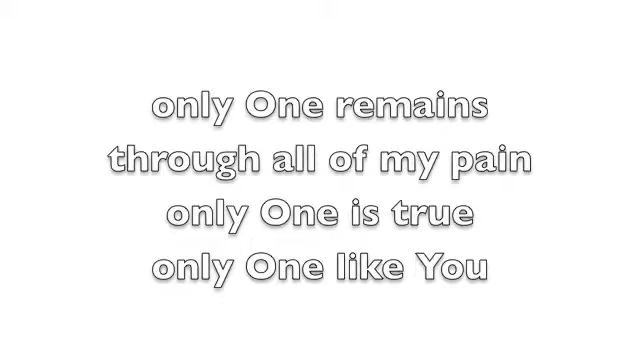 only One remains
through all of my pain
only One is true
only One like You